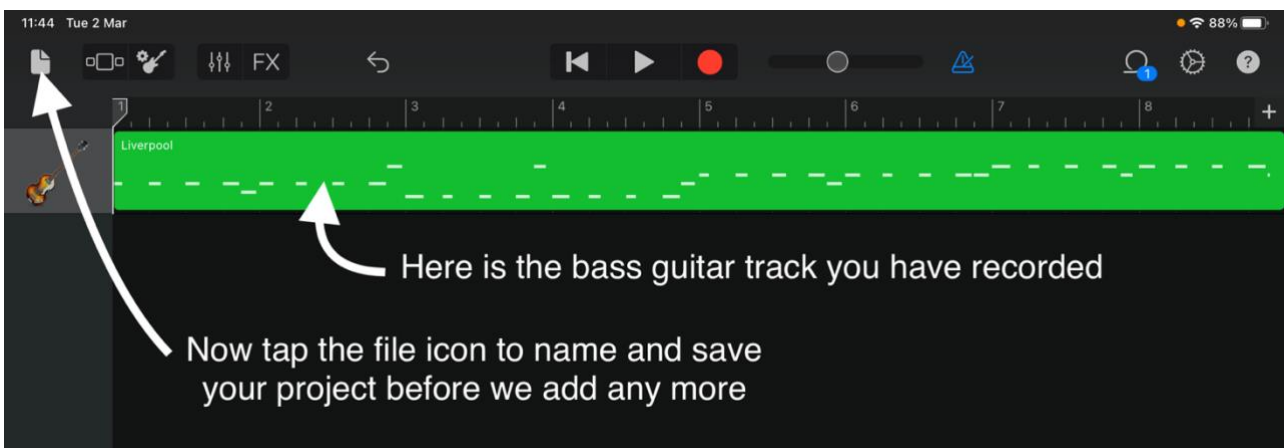 11:44 Tue 2 Mar 88%
FX 1 ?
1 2 3 4 5 6 7 8 +
Liverpool
Here is the bass guitar track you have recorded
Now tap the file icon to name and save
your project before we add any more